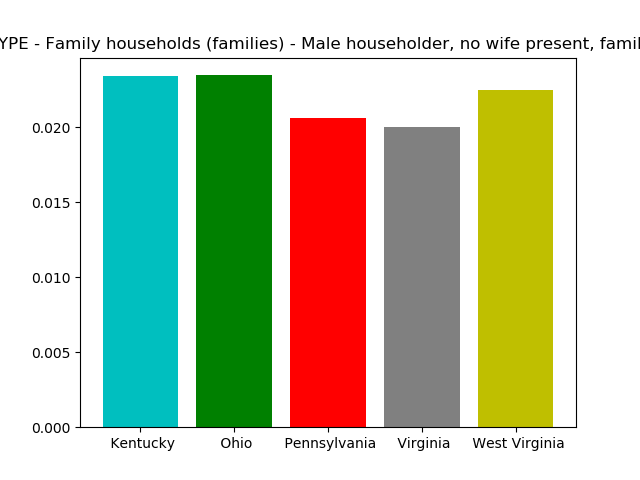 YPE - Family households (families) - Male householder, no wife present, famil
0.020
0.015
0.010
0.005
0.000
Kentucky Ohio Pennsylvania Virginia West Virginia